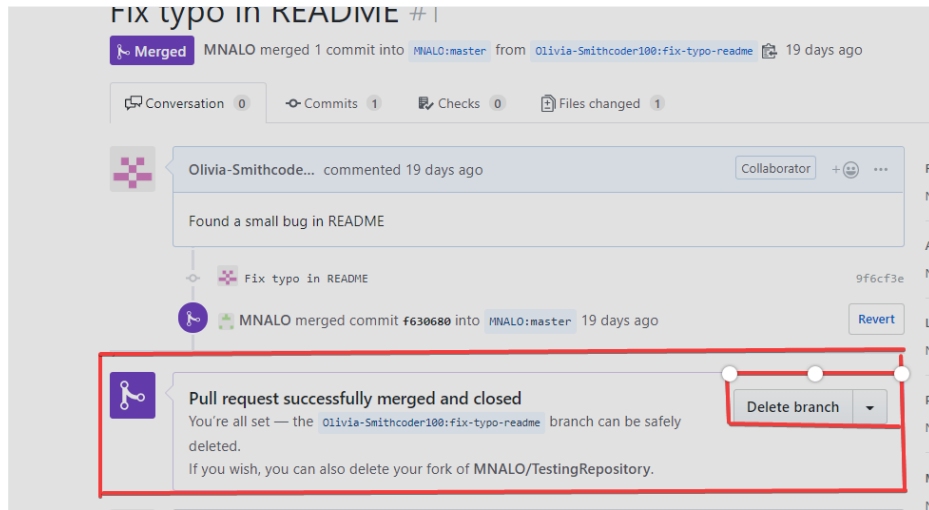 Fix typo in README #1
Merged MNALO merged 1 commit into MNALO:master from Olivia-Smithcoder100:fix-typo-readme 19 days ago
Conversation 0 Commits 1 Checks 0 Files changed 1
Olivia-Smithcode... commented 19 days ago Collaborator
Found a small bug in README
Fix typo in README 9f6cf3e
MNALO merged commit f630680 into MNALO:master 19 days ago Revert
Pull request successfully merged and closed
You're all set — the Olivia-Smithcoder100:fix-typo-readme branch can be safely
deleted.
If you wish, you can also delete your fork of MNALO/TestingRepository.
Delete branch